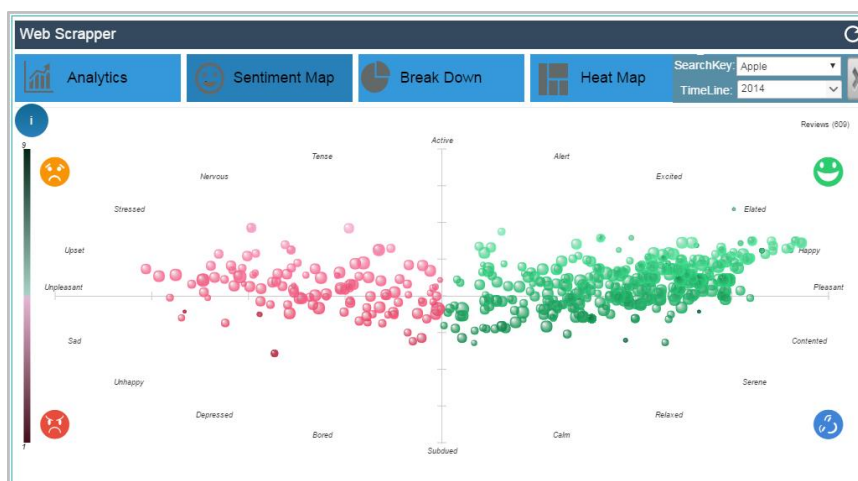 Web Scrapper
Analytics
Sentiment Map
Break Down
Heat Map
SearchKey: Apple
TimeLine: 2014
i
Reviews (609)
9
Active
Tense
Alert
Nervous
Excited
Stressed
Elated
Upset
Happy
Unpleasant
Pleasant
Sad
Contented
Unhappy
Serene
Depressed
Relaxed
Bored
Calm
1
Subdued